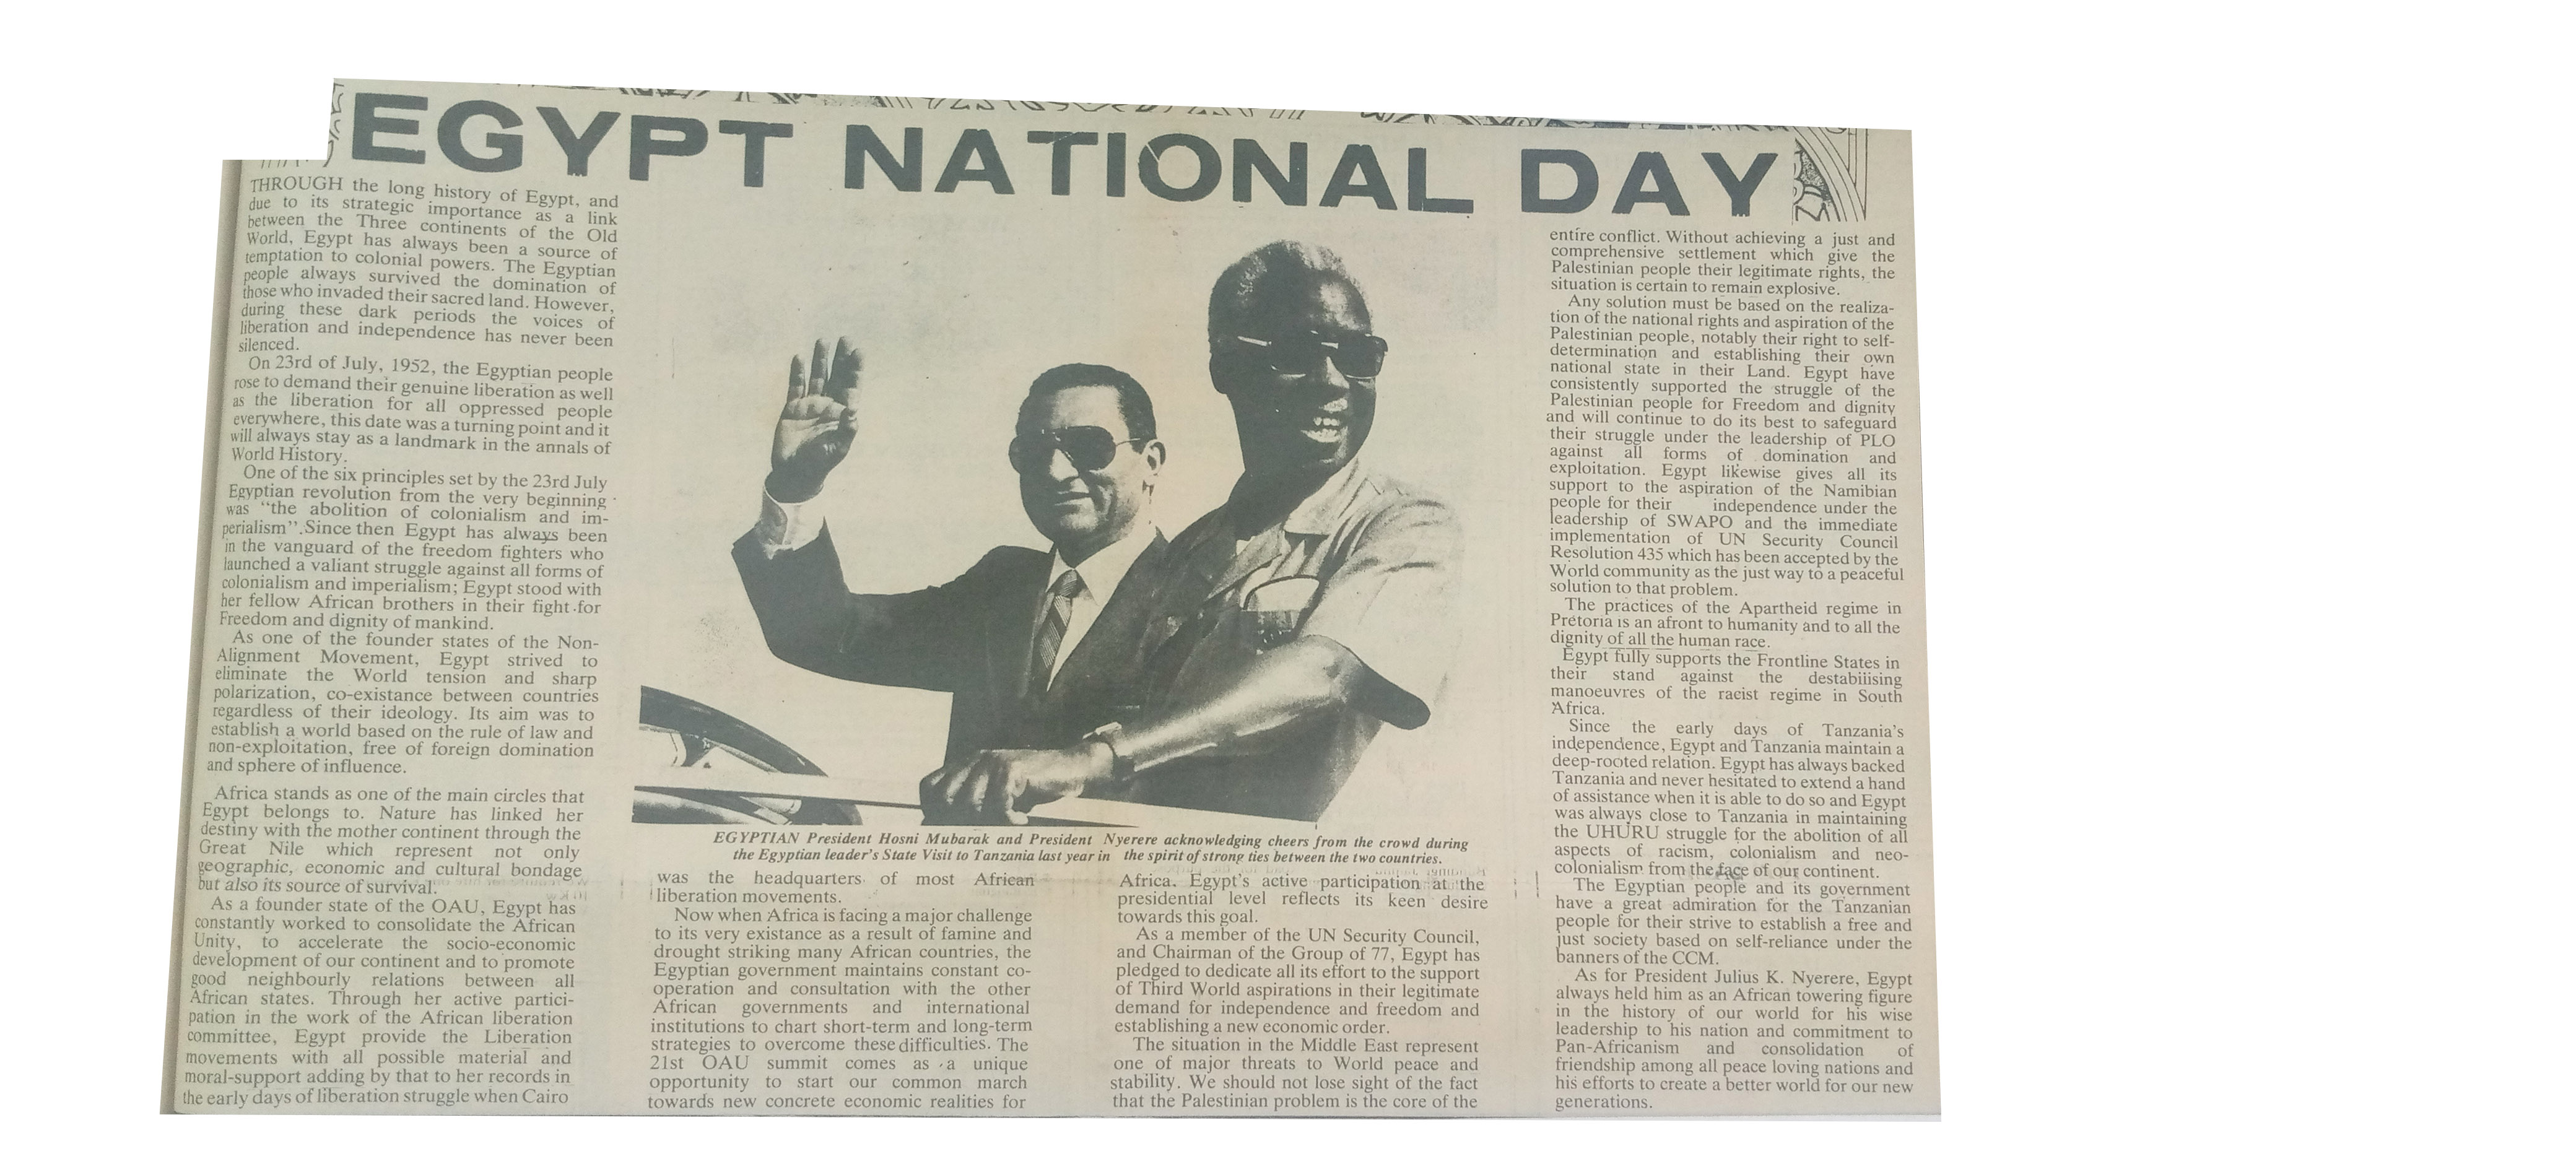 EGYPT NATIONAL DAY
THROUGH the long history of Egypt, and
due to its strategic importance as a link
between the Three continents of the Old
World, Egypt has always been a source of
temptation to colonial powers. The Egyptian
people always survived the domination of
those who invaded their sacred land. However,
during these dark periods the voices of
liberation and independence has never been
silenced.
On 23rd of July, 1952, the Egyptian people
rose to demand their genuine liberation as well
as the liberation for all oppressed people
everywhere, this date was a turning point and it
will always stay as a landmark in the annals of
World History.
One of the six principles set by the 23rd July
Egyptian revolution from the very beginning
was "the abolition of colonialism and im-
perialism".Since then Egypt has always been
in the vanguard of the freedom fighters who
launched a valiant struggle against all forms of
colonialism and imperialism; Egypt stood with
her fellow African brothers in their fight for
Freedom and dignity of mankind.
As one of the founder states of the Non-
Alignment Movement, Egypt strived to
eliminate the World tension and sharp
polarization, co-existance between countries
regardless of their ideology. Its aim was to
establish a world based on the rule of law and
non-exploitation, free of foreign domination
and sphere of influence.
Africa stands as one of the main circles that
Egypt belongs to. Nature has linked her
destiny with the mother continent through the
Great Nile which represent not only
geographic, economic and cultural bondage
but also its source of survival.
As a founder state of the OAU, Egypt has
constantly worked to consolidate the African
Unity, to accelerate the socio-economic
development of our continent and to promote
good neighbourly relations between all
African states. Through her active partici-
pation in the work of the African liberation
committee, Egypt provide the Liberation
movements with all possible material and
moral-support adding by that to her records in
the early days of liberation struggle when Cairo
EGYPTIAN President Hosni Mubarak and President Nyerere acknowledging cheers from the crowd during
the Egyptian leader's State Visit to Tanzania last year in the spirit of strong ties between the two countries.
was the headquarters of most African
liberation movements.
Now when Africa is facing a major challenge
to its very existance as a result of famine and
drought striking many African countries, the
Egyptian government maintains constant co-
operation and consultation with the other
African governments and international
institutions to chart short-term and long-term
strategies to overcome these difficulties. The
21st OAU summit comes as a unique
opportunity to start our common march
towards new concrete economic realities for
Africa. Egypt's active participation at the
presidential level reflects its keen desire
towards this goal.
As a member of the UN Security Council,
and Chairman of the Group of 77, Egypt has
pledged to dedicate all its effort to the support
of Third World aspirations in their legitimate
demand for independence and freedom and
establishing a new economic order.
The situation in the Middle East represent
one of major threats to World peace and
stability. We should not lose sight of the fact
that the Palestinian problem is the core of the
entire conflict. Without achieving a just and
comprehensive settlement which give the
Palestinian people their legitimate rights, the
situation is certain to remain explosive.
Any solution must be based on the realiza-
tion of the national rights and aspiration of the
Palestinian people, notably their right to self-
determination and establishing their own
national state in their Land. Egypt have
consistently supported the struggle of the
Palestinian people for Freedom and dignity
and will continue to do its best to safeguard
their struggle under the leadership of PLO
against all forms of domination and
exploitation. Egypt likewise gives all its
support to the aspiration of the Namibian
people for their independence under the
leadership of SWAPO and the immediate
implementation of UN Security Council
Resolution 435 which has been accepted by the
World community as the just way to a peaceful
solution to that problem.
The practices of the Apartheid regime in
Pretoria is an afront to humanity and to all the
dignity of all the human race.
Egypt fully supports the Frontline States in
their stand against the destabilising
manoeuvres of the racist regime in South
Africa.
Since the early days of Tanzania's
independence, Egypt and Tanzania maintain a
deep-rooted relation. Egypt has always backed
Tanzania and never hesitated to extend a hand
of assistance when it is able to do so and Egypt
was always close to Tanzania in maintaining
the UHURU struggle for the abolition of all
aspects of racism, colonialism and neo-
colonialism from the face of our continent.
The Egyptian people and its government
have a great admiration for the Tanzanian
people for their strive to establish a free and
just society based on self-reliance under the
banners of the CCM.
As for President Julius K. Nyerere, Egypt
always held him as an African towering figure
in the history of our world for his wise
leadership to his nation and commitment to
Pan-Africanism and consolidation of
friendship among all peace loving nations and
his efforts to create a better world for our new
generations.